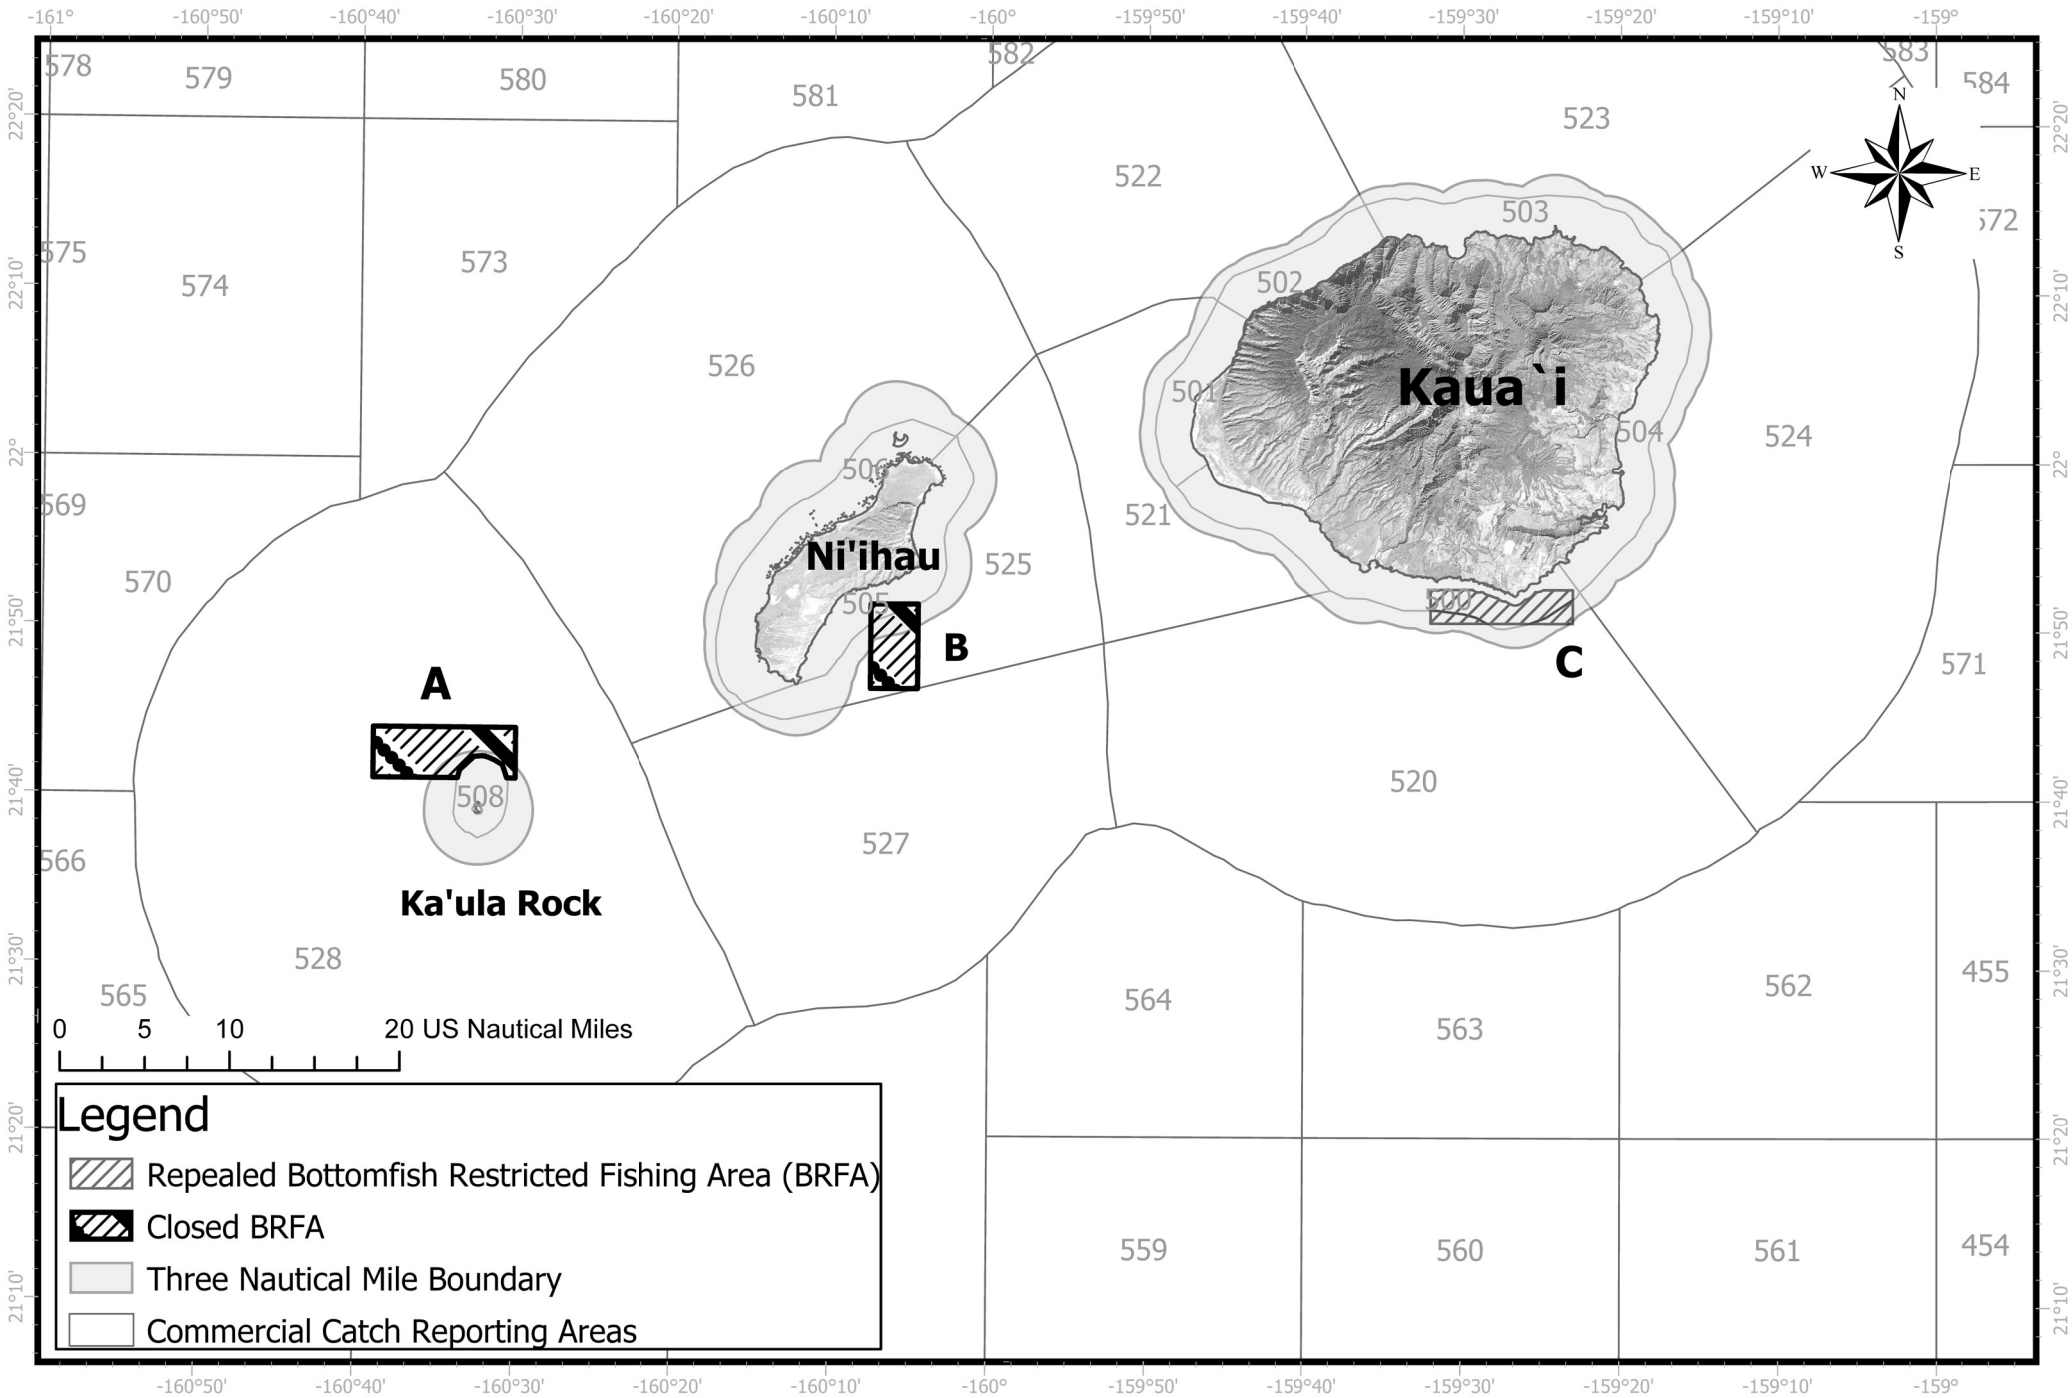 -161° -160°50' -160°40' -160°30' -160°20' -160°10' -160° -159°50' -159°40' -159°30' -159°20' -159°10' -159°
578 579 580 581 582 583 584
22°20' 523 N 22°20'
522 W E
503 572
575 573 S
574 502
22°10' 22°10'
526 501 Kaua`i
504 524
22° 506 22°
569 521
Ni'ihau 525
570 505 500
21°50' B 21°50'
A C 571
520
21°40' 508 21°40'
566 527
Ka'ula Rock
528
21°30' 455 21°30'
565 564 563 562
0 5 10 20 US Nautical Miles
Legend
21°20' 21°20'
Repealed Bottomfish Restricted Fishing Area (BRFA)
Closed BRFA
559 560 561 454
Three Nautical Mile Boundary
21°10' 21°10'
Commercial Catch Reporting Areas
-160°50' -160°40' -160°30' -160°20' -160°10' -160° -159°50' -159°40' -159°30' -159°20' -159°10' -159°